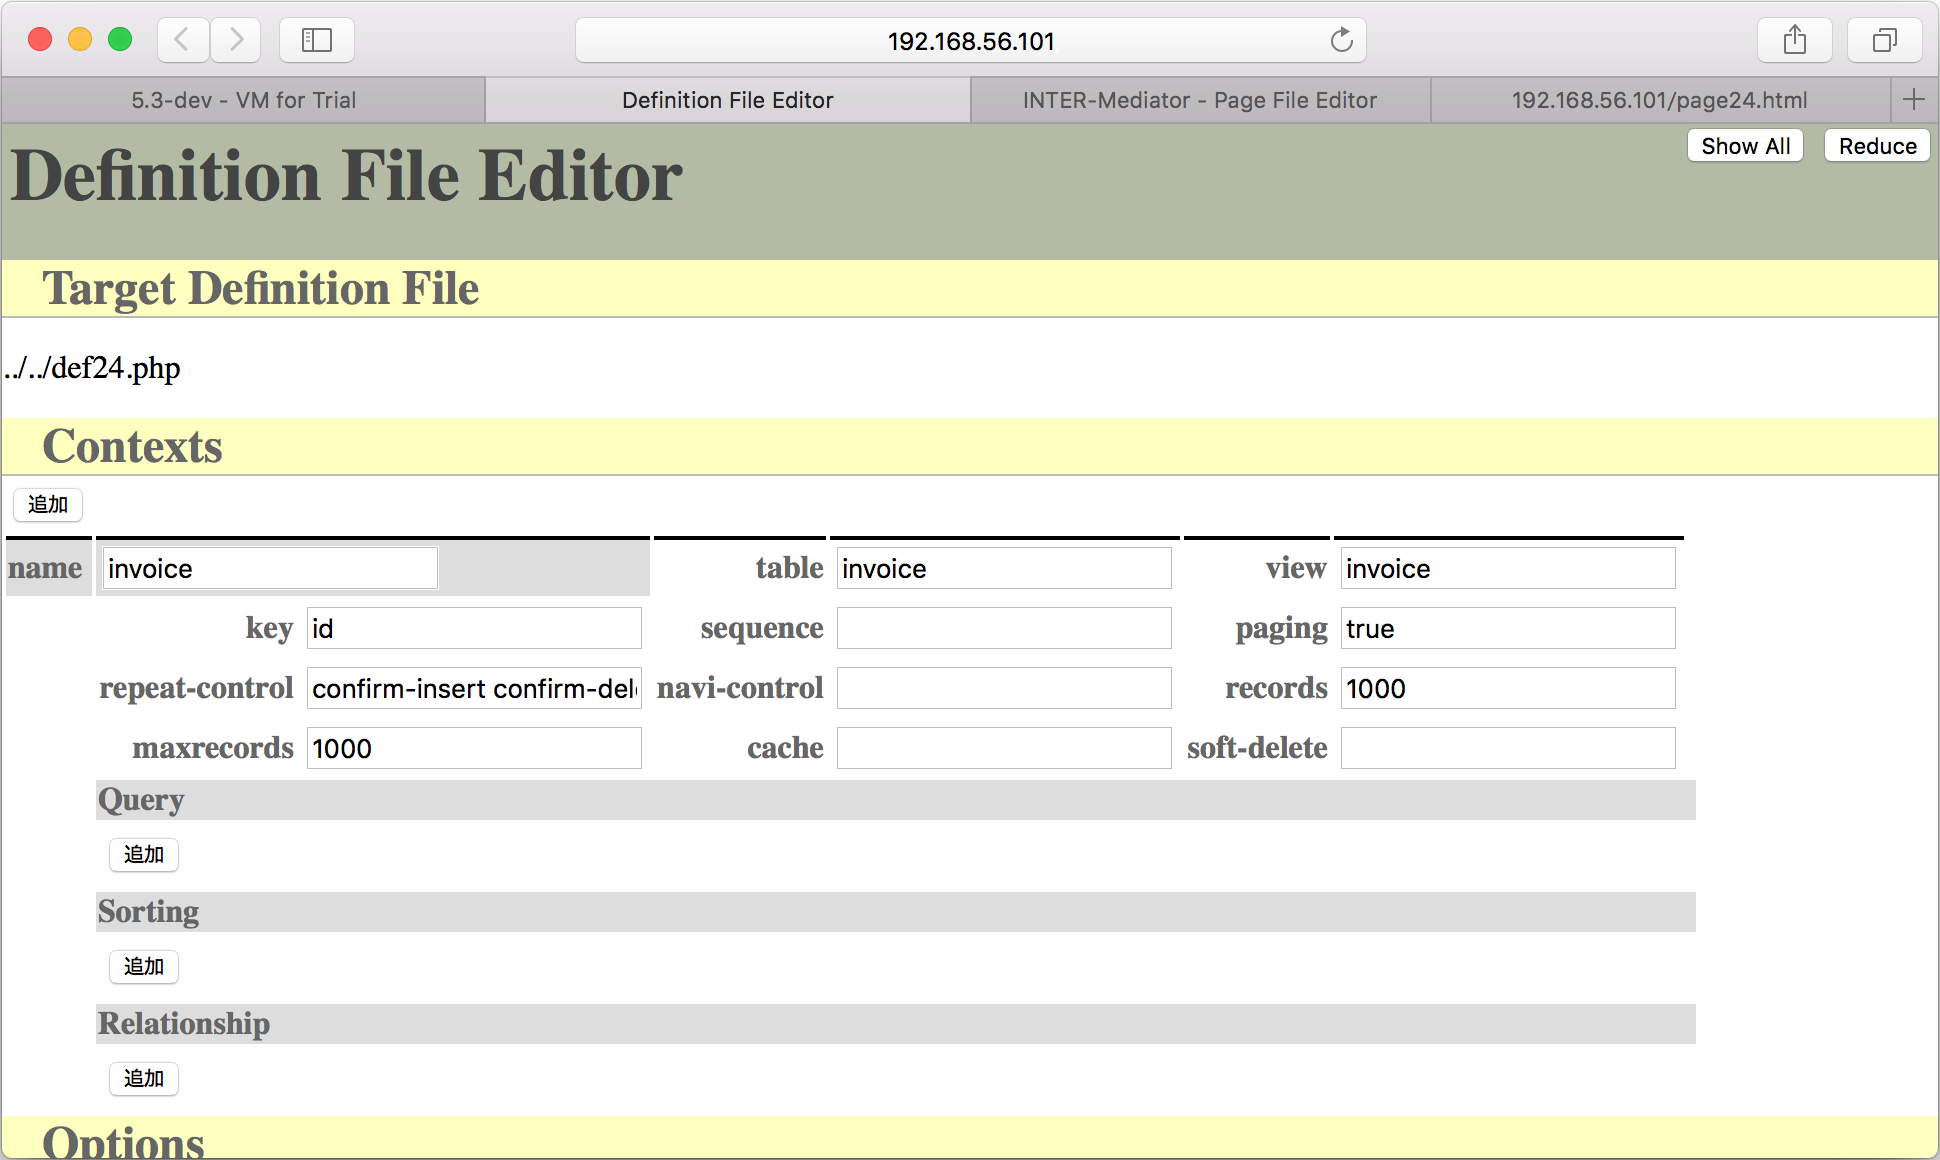 192.168.56.101
5.3-dev - VM for Trial Definition File Editor INTER-Mediator - Page File Editor 192.168.56.101/page24.html
Show All Reduce
Definition File Editor
Target Definition File
../../def24.php
Contexts
追加
name invoice table invoice view invoice
key id sequence paging true
repeat-control confirm-insert confirm-del navi-control records 1000
maxrecords 1000 cache soft-delete
Query
追加
Sorting
追加
Relationship
追加
Options